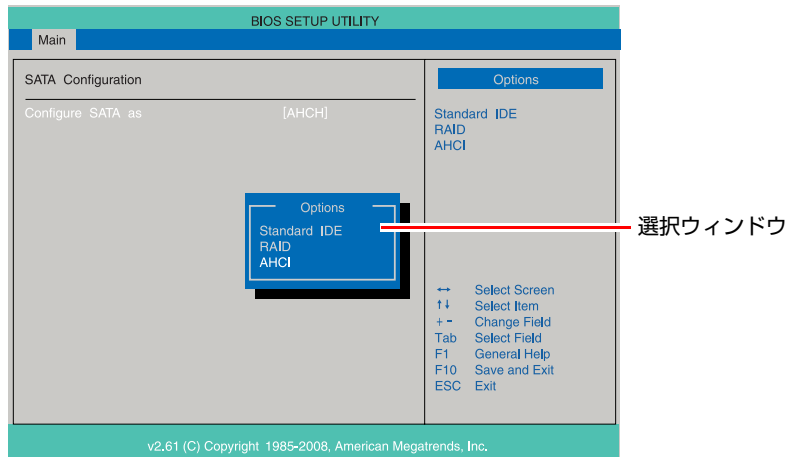 BIOS SETUP UTILITY
Main
SATA Configuration
Configure SATA as [AHCH]
Options
Standard IDE
RAID
AHCI
Options
Standard IDE
RAID
AHCI
選択ウィンドウ
↔ Select Screen
↑↓ Select Item
+ - Change Field
Tab Select Field
F1 General Help
F10 Save and Exit
ESC Exit
v2.61 (C) Copyright 1985-2008, American Megatrends, Inc.